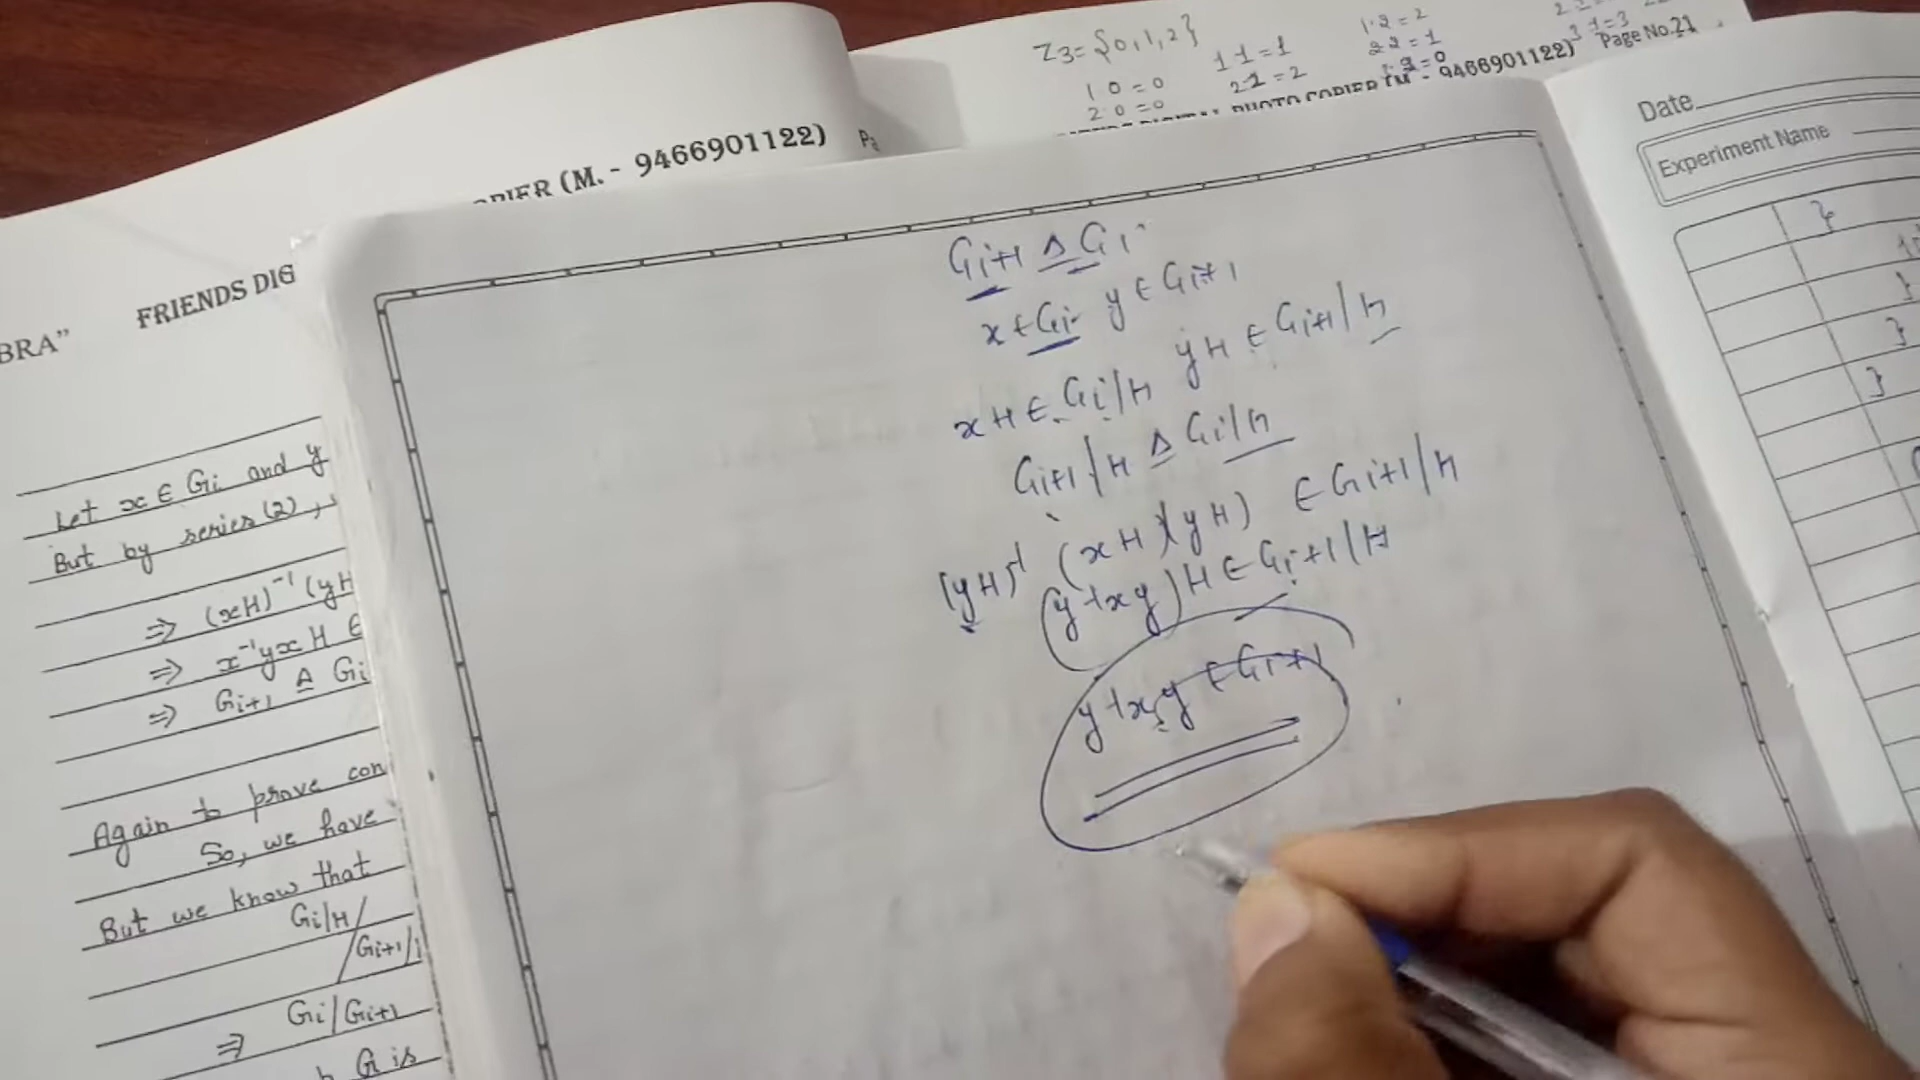 Z3={0,1,2}
1 0 = 0
2 0 = 0
1 1 = 1
2 1 = 2
1 2 = 2
2 2 = 1
Page No.21
PHOTO COPIER (M. - 9466901122)
(M. - 9466901122)
FRIENDS DIG
BRA”
Let x ∈ Gi and y
But by series (2),
⇒ (xH)⁻¹ (yH
⇒ x⁻¹yx H ∈
⇒ Gi+1 ∆ Gi
Again to prove con
So, we have
But we know that
Gi/H/
/Gi+1/
⇒ Gi/Gi+1
G is
Gi+1 ∆ Gi
x ∈ Gi y ∈ Gi+1
xH ∈ Gi/H yH ∈ Gi+1/H
Gi+1/H ∆ Gi/H
(yH)⁻¹ (xH)(yH) ∈ Gi+1/H
(y⁻¹xy)H ∈ Gi+1/H
y⁻¹xy ∈ Gi+1
Date
Experiment Name
}
}
}
}